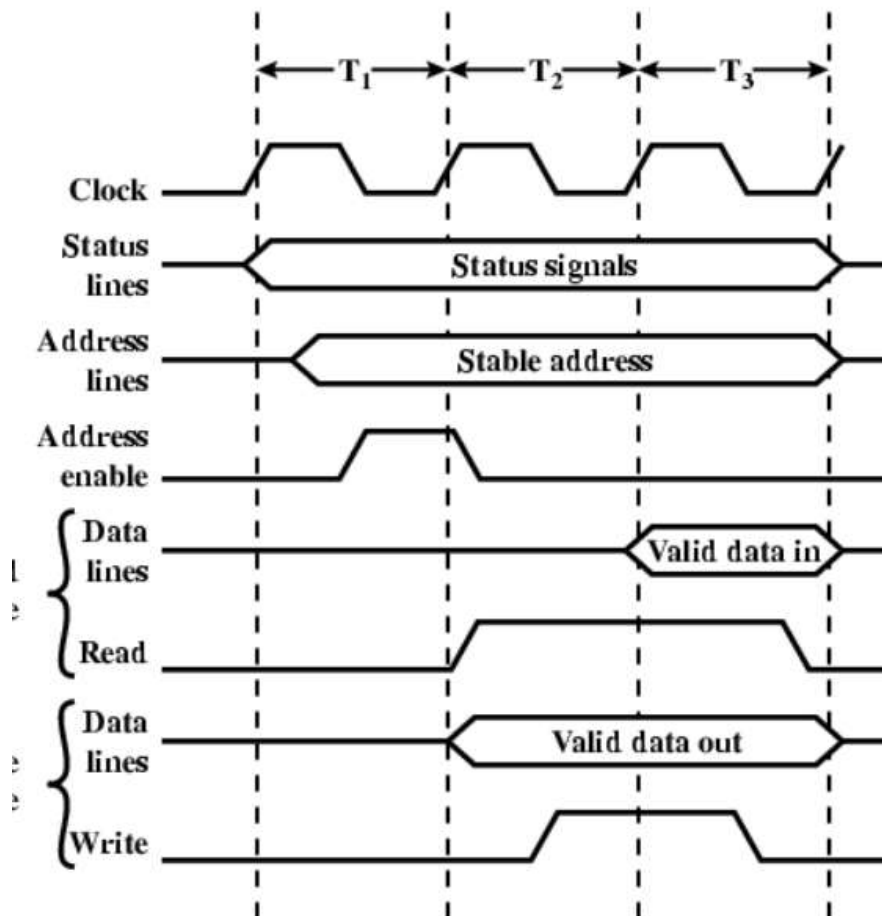 T1 T2 T3
Clock
Status
lines
Status signals
Address
lines
Stable address
Address
enable
Data
lines
Valid data in
Read
Data
lines
Valid data out
Write